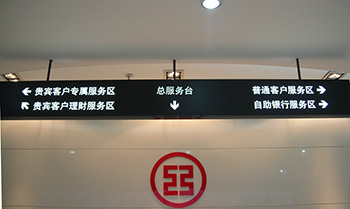 ← 贵宾客户专属服务区
↖ 贵宾客户理财服务区
总服务台
↓
普通客户服务区 →
自助银行服务区 →